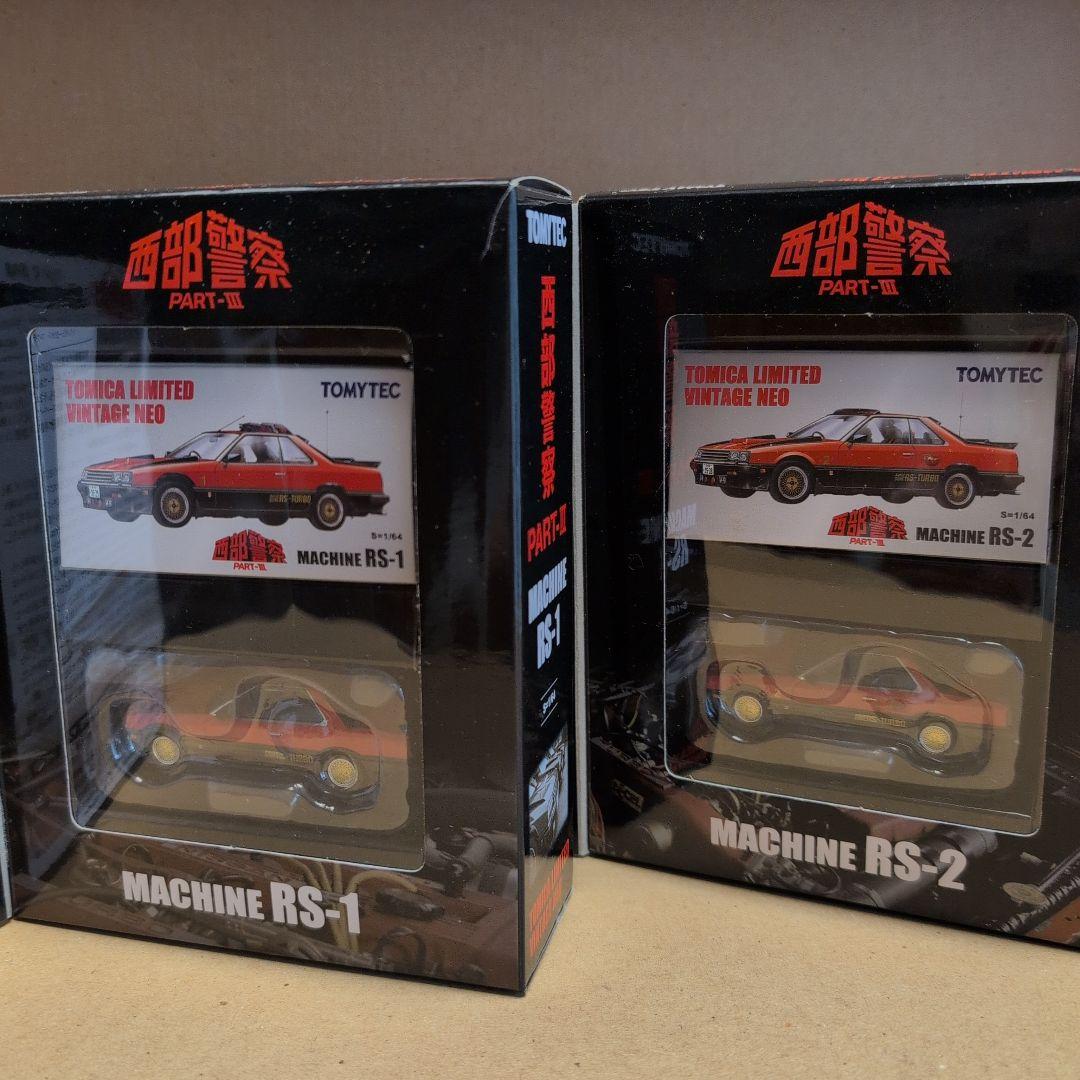 西部警察
PART-III
TOMICA LIMITED
VINTAGE NEO
TOMYTEC
S=1/64
西部警察
PART-III
MACHINE RS-1
MACHINE RS-1
TOMYTEC
西部警察
PART-III
MACHINE
RS-1
S=1/64
西部警察
PART-III
TOMICA LIMITED
VINTAGE NEO
TOMYTEC
S=1/64
西部警察
PART-III
MACHINE RS-2
MACHINE RS-2